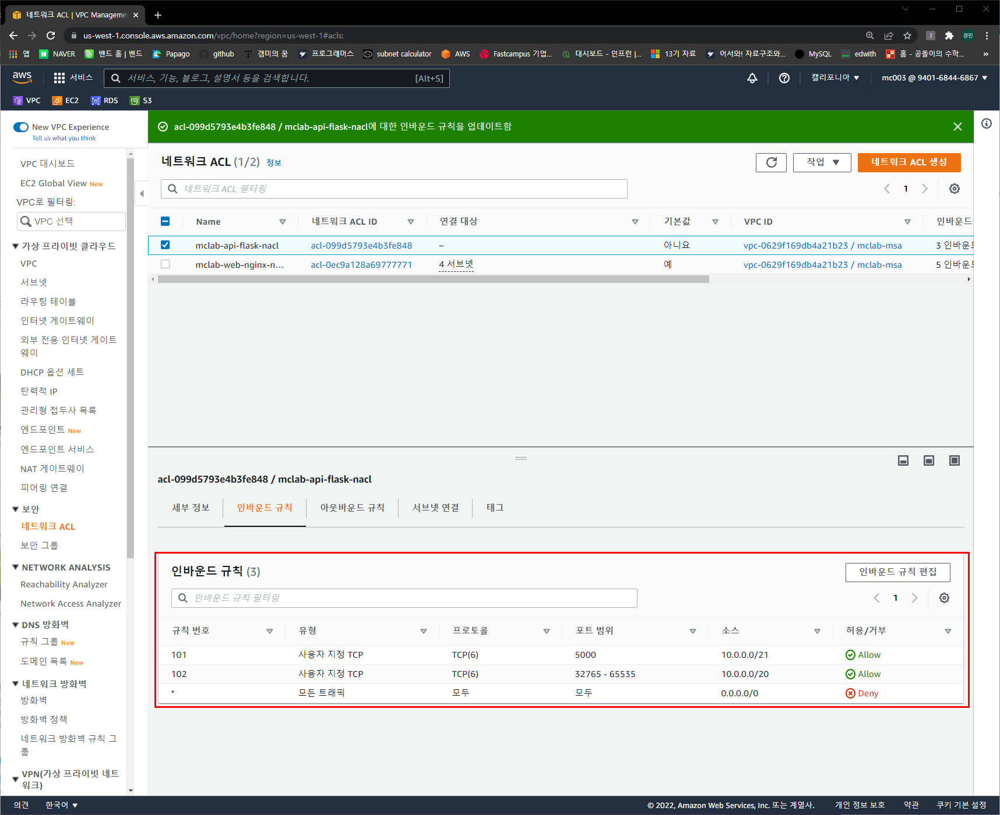 네트워크 ACL | VPC Manageme
us-west-1.console.aws.amazon.com/vpc/home?region=us-west-1#acls:
경민
앱 NAVER 밴드 홈 | 밴드 Papago github 캠미의 꿈 프로그래머스 subnet calculator AWS Fastcampus 기업... 대시보드 - 인프런 |... 13기 자료 어서와! 자료구조와... MySQL edwith 홈 - 공돌이의 수학... »
aws 서비스 서비스, 기능, 블로그, 설명서 등을 검색합니다. [Alt+S] 캘리포니아 ▼ mc003 @ 9401-6844-6867 ▼
VPC EC2 RDS S3
New VPC Experience
Tell us what you think
VPC 대시보드
EC2 Global View New
VPC로 필터링:
VPC 선택
가상 프라이빗 클라우드
VPC
서브넷
라우팅 테이블
인터넷 게이트웨이
외부 전용 인터넷 게이트
웨이
DHCP 옵션 세트
탄력적 IP
관리형 접두사 목록
엔드포인트 New
엔드포인트 서비스
NAT 게이트웨이
피어링 연결
보안
네트워크 ACL
보안 그룹
NETWORK ANALYSIS
Reachability Analyzer
Network Access Analyzer
DNS 방화벽
규칙 그룹 New
도메인 목록 New
네트워크 방화벽
방화벽
방화벽 정책
네트워크 방화벽 규칙 그
룹
VPN(가상 프라이빗 네트
워크)
acl-099d5793e4b3fe848 / mclab-api-flask-nacl에 대한 인바운드 규칙을 업데이트함
네트워크 ACL (1/2) 정보 작업 ▼ 네트워크 ACL 생성
네트워크 ACL 필터링 1
Name 네트워크 ACL ID 연결 대상 기본값 VPC ID 인바운드
mclab-api-flask-nacl acl-099d5793e4b3fe848 – 아니요 vpc-0629f169db4a21b23 / mclab-msa 3 인바운드
mclab-web-nginx-n... acl-0ec9a128a69777771 4 서브넷 예 vpc-0629f169db4a21b23 / mclab-msa 5 인바운드
acl-099d5793e4b3fe848 / mclab-api-flask-nacl
세부 정보 인바운드 규칙 아웃바운드 규칙 서브넷 연결 태그
인바운드 규칙 (3) 인바운드 규칙 편집
인바운드 규칙 필터링 1
규칙 번호 유형 프로토콜 포트 범위 소스 허용/거부
101 사용자 지정 TCP TCP(6) 5000 10.0.0.0/21 Allow
102 사용자 지정 TCP TCP(6) 32765 - 65535 10.0.0.0/20 Allow
* 모든 트래픽 모두 모두 0.0.0.0/0 Deny
의견 한국어 ▼ © 2022, Amazon Web Services, Inc. 또는 계열사. 개인 정보 보호 약관 쿠키 기본 설정